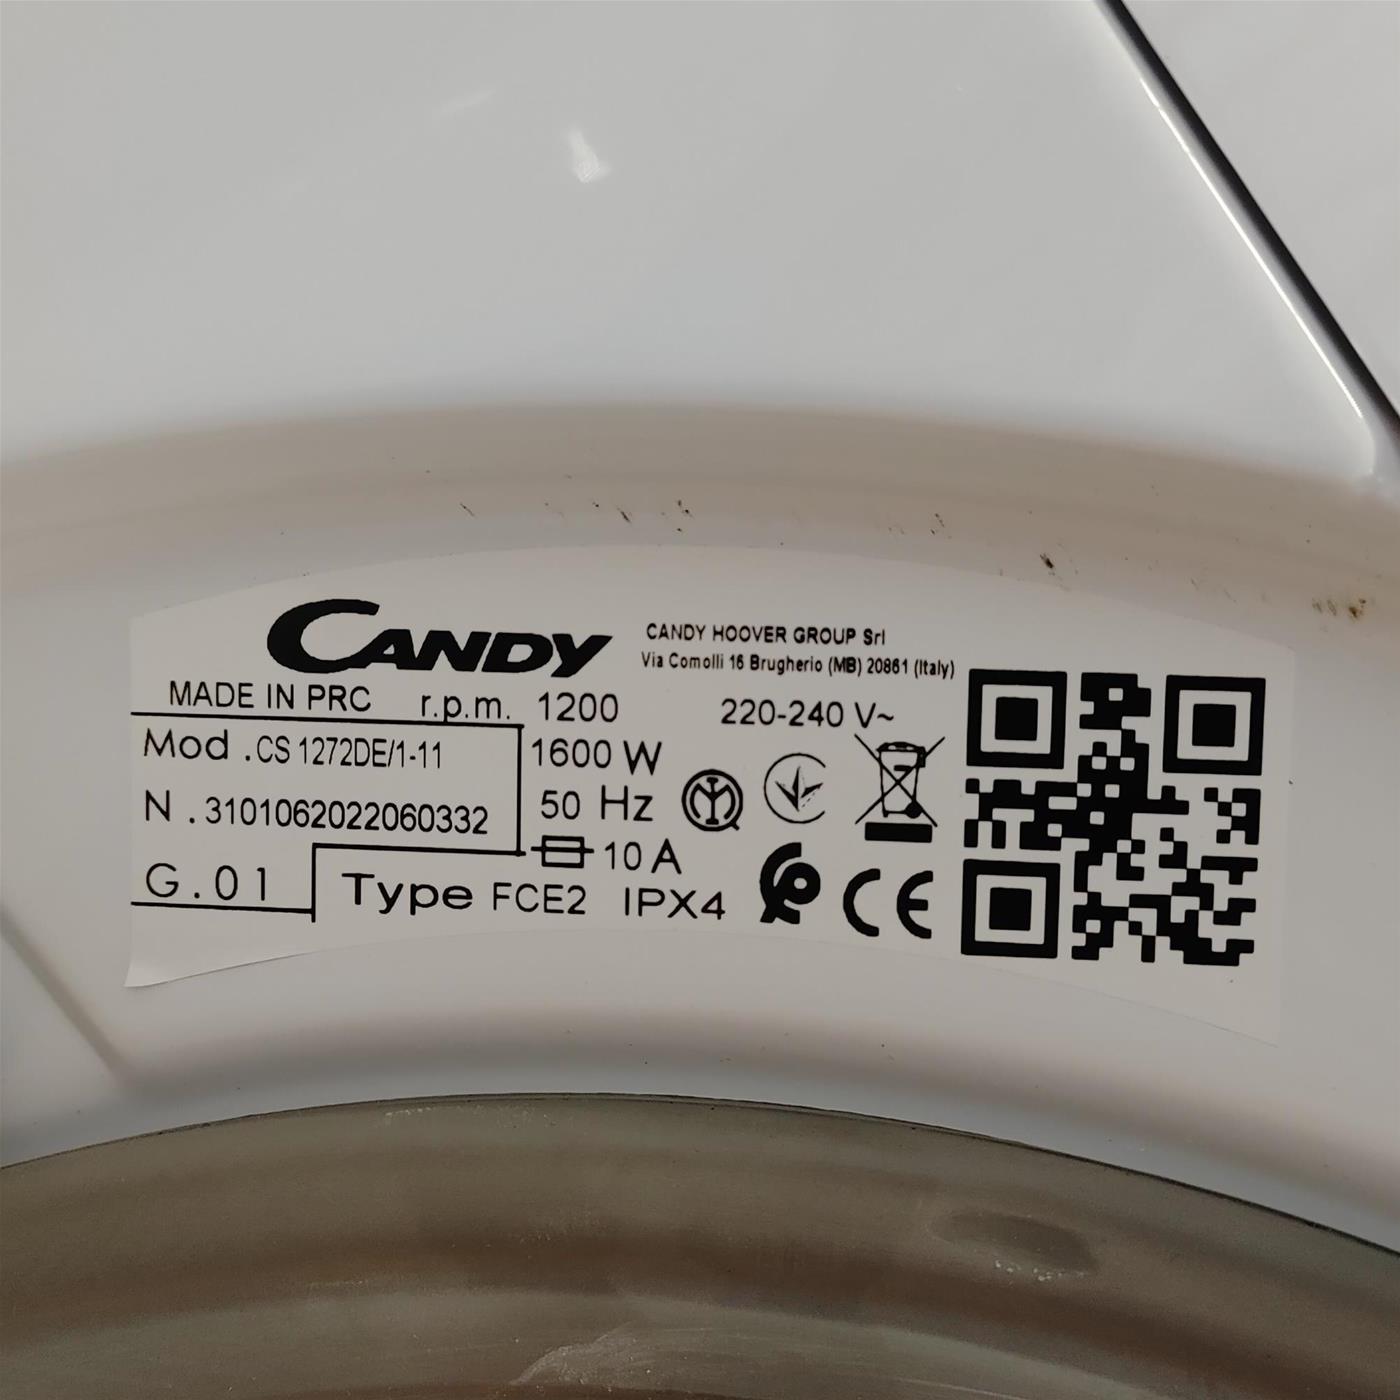 CANDY
CANDY HOOVER GROUP Srl
Via Comolli 16 Brugherio (MB) 20861 (Italy)
MADE IN PRC r.p.m. 1200 220-240 V~
Mod .CS 1272DE/1-11 1600 W
N .3101062022060332 50 Hz
10 A
G.01 Type FCE2 IPX4 CE